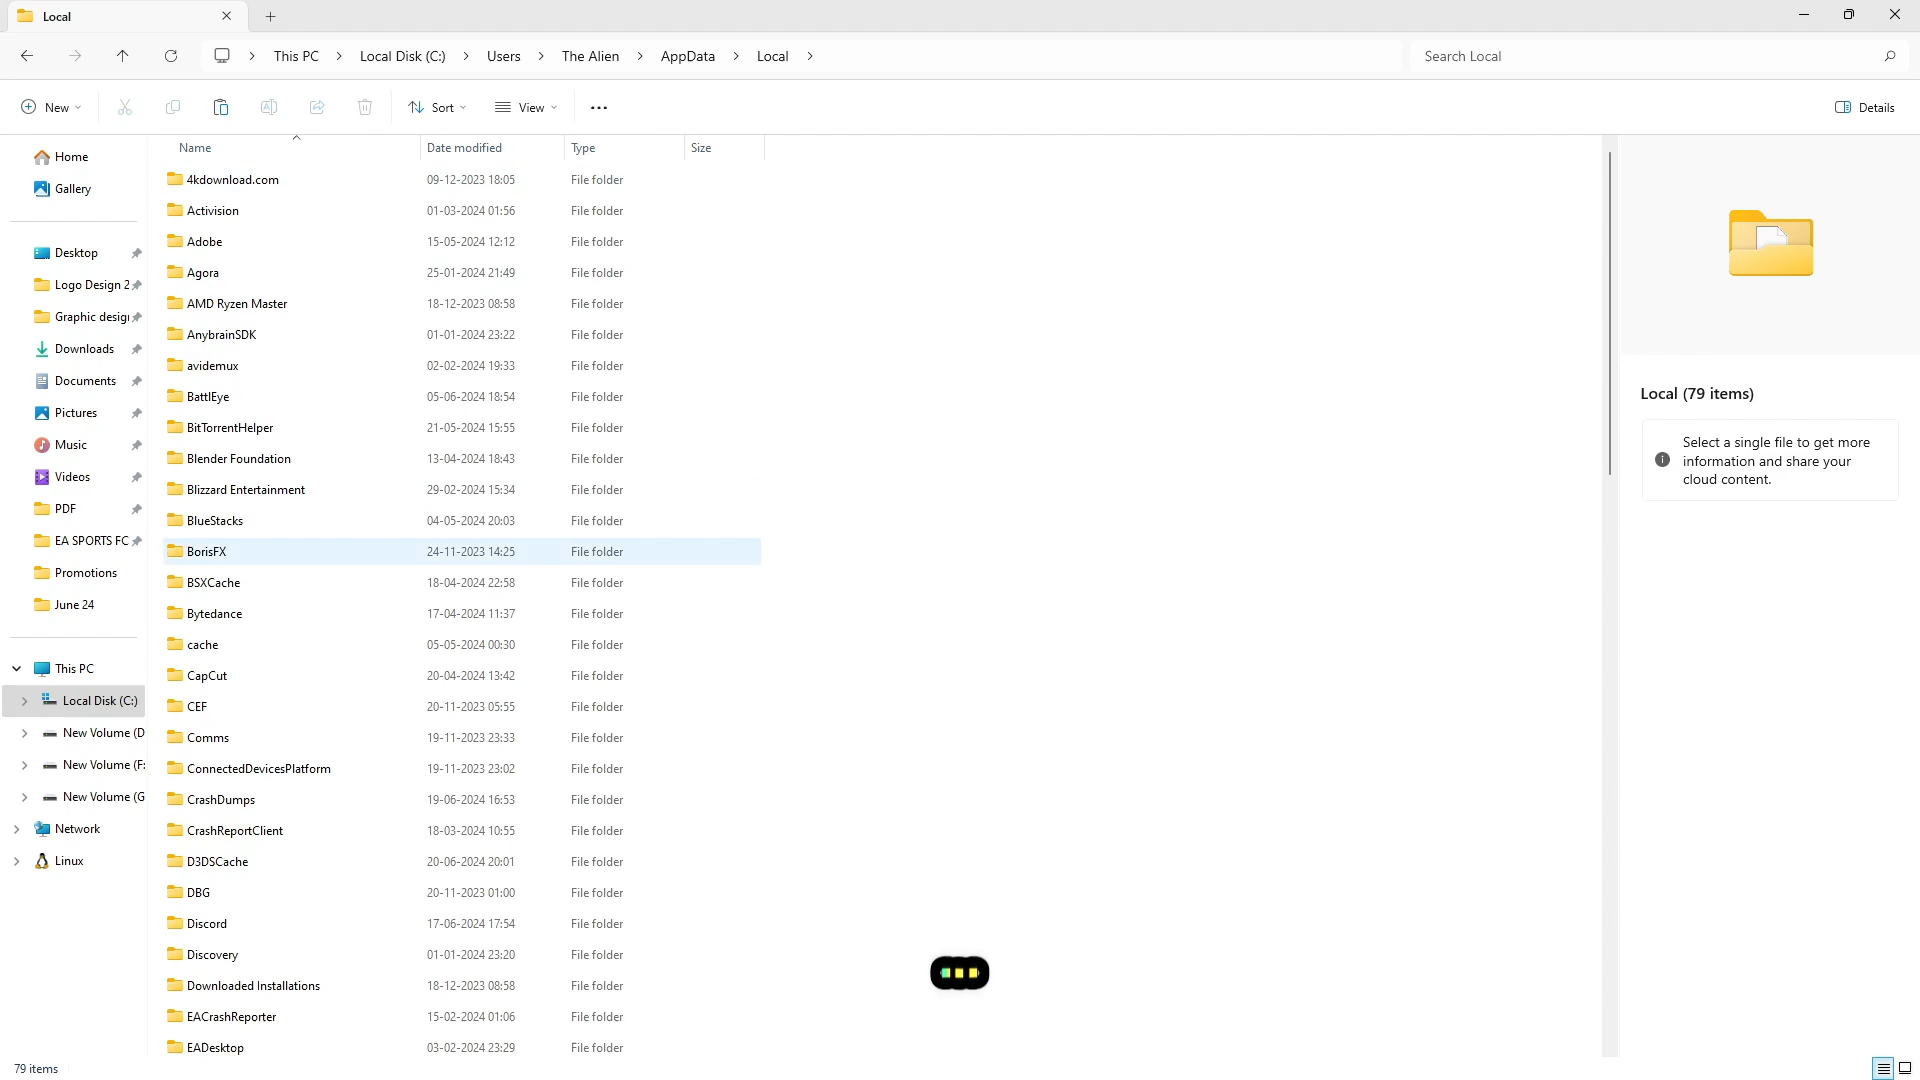 Local
This PC > Local Disk (C:) > Users > The Alien > AppData > Local >
Search Local
New
Sort
View
Details
Home
Gallery
Desktop
Logo Design 2
Graphic desig
Downloads
Documents
Pictures
Music
Videos
PDF
EA SPORTS FC
Promotions
June 24
This PC
Local Disk (C:)
New Volume (D
New Volume (F:
New Volume (G
Network
Linux
Name Date modified Type Size
4kdownload.com 09-12-2023 18:05 File folder
Activision 01-03-2024 01:56 File folder
Adobe 15-05-2024 12:12 File folder
Agora 25-01-2024 21:49 File folder
AMD Ryzen Master 18-12-2023 08:58 File folder
AnybrainSDK 01-01-2024 23:22 File folder
avidemux 02-02-2024 19:33 File folder
BattlEye 05-06-2024 18:54 File folder
BitTorrentHelper 21-05-2024 15:55 File folder
Blender Foundation 13-04-2024 18:43 File folder
Blizzard Entertainment 29-02-2024 15:34 File folder
BlueStacks 04-05-2024 20:03 File folder
BorisFX 24-11-2023 14:25 File folder
BSXCache 18-04-2024 22:58 File folder
Bytedance 17-04-2024 11:37 File folder
cache 05-05-2024 00:30 File folder
CapCut 20-04-2024 13:42 File folder
CEF 20-11-2023 05:55 File folder
Comms 19-11-2023 23:33 File folder
ConnectedDevicesPlatform 19-11-2023 23:02 File folder
CrashDumps 19-06-2024 16:53 File folder
CrashReportClient 18-03-2024 10:55 File folder
D3DSCache 20-06-2024 20:01 File folder
DBG 20-11-2023 01:00 File folder
Discord 17-06-2024 17:54 File folder
Discovery 01-01-2024 23:20 File folder
Downloaded Installations 18-12-2023 08:58 File folder
EACrashReporter 15-02-2024 01:06 File folder
EADesktop 03-02-2024 23:29 File folder
Local (79 items)
Select a single file to get more
information and share your
cloud content.
79 items